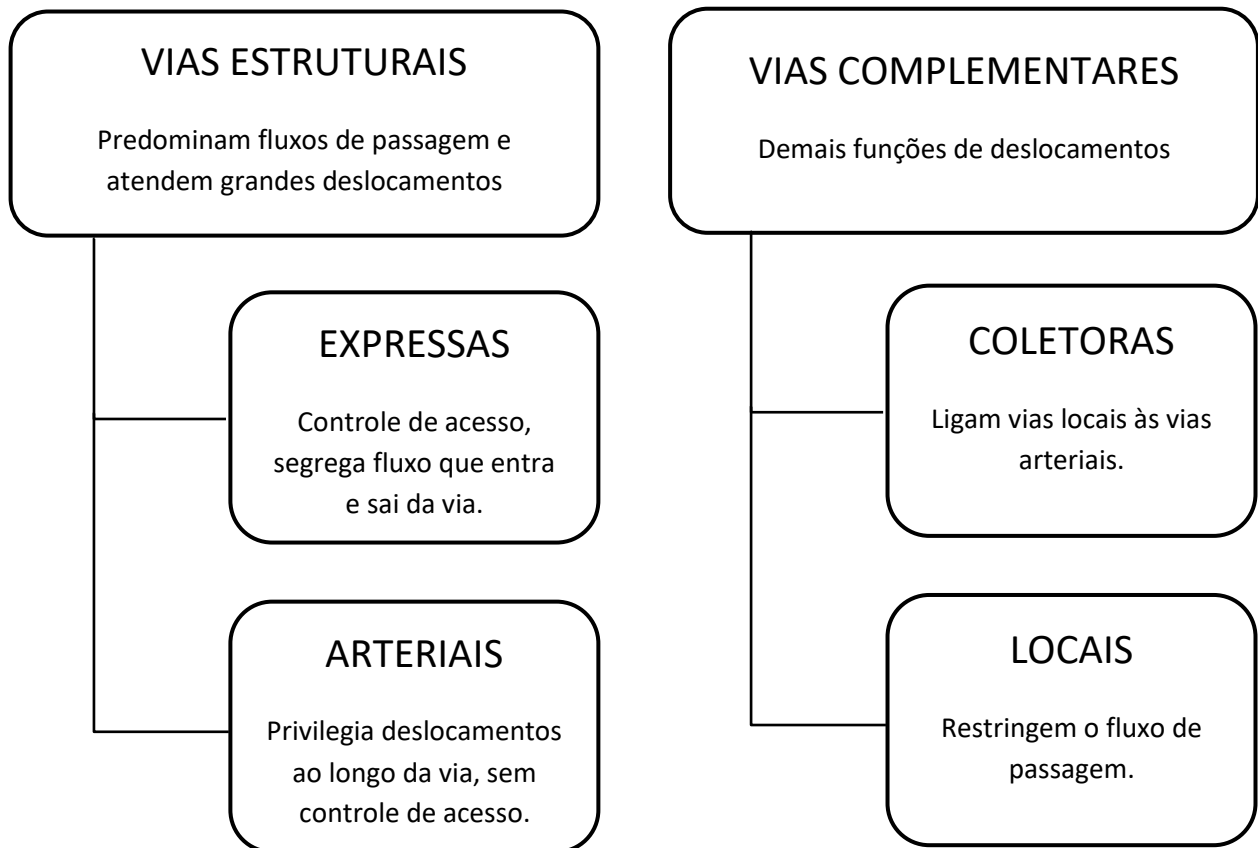 VIAS ESTRUTURAIS
Predominam fluxos de passagem e
atendem grandes deslocamentos
EXPRESSAS
Controle de acesso,
segrega fluxo que entra
e sai da via.
ARTERIAIS
Privilegia deslocamentos
ao longo da via, sem
controle de acesso.
VIAS COMPLEMENTARES
Demais funções de deslocamentos
COLETORAS
Ligam vias locais às vias
arteriais.
LOCAIS
Restringem o fluxo de
passagem.